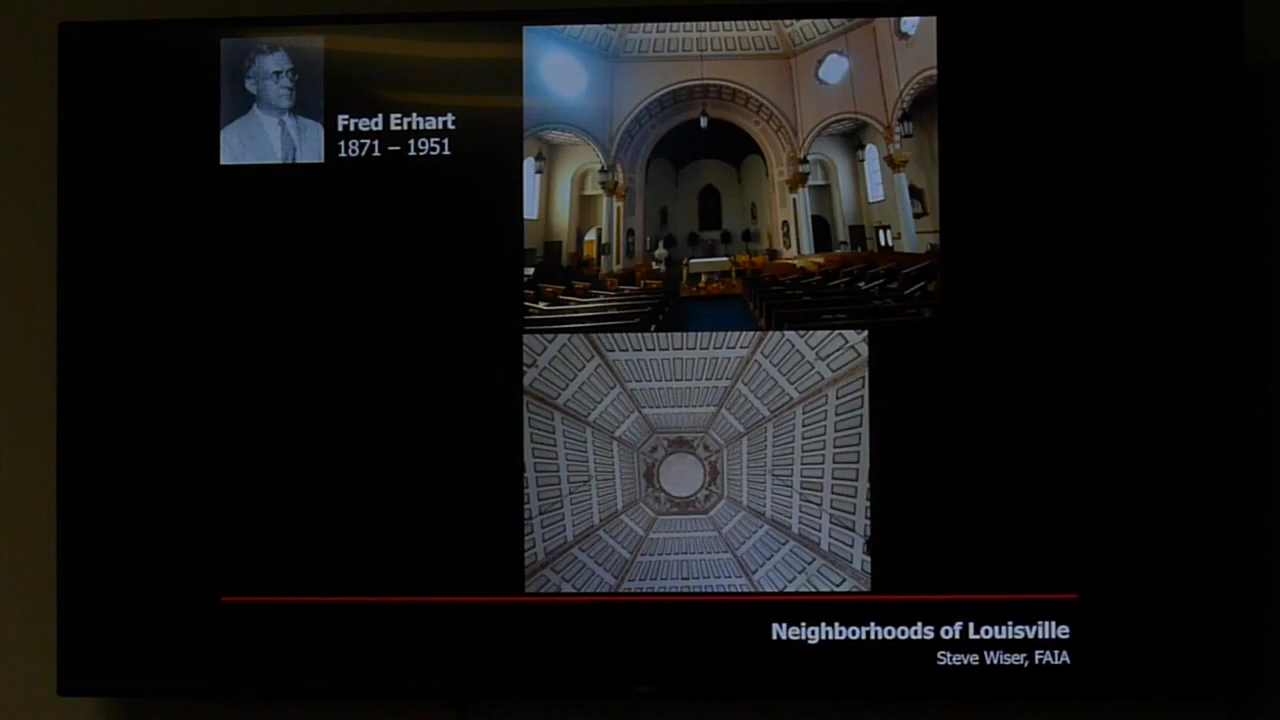 Fred Erhart
1871 – 1951
Neighborhoods of Louisville
Steve Wiser, FAIA